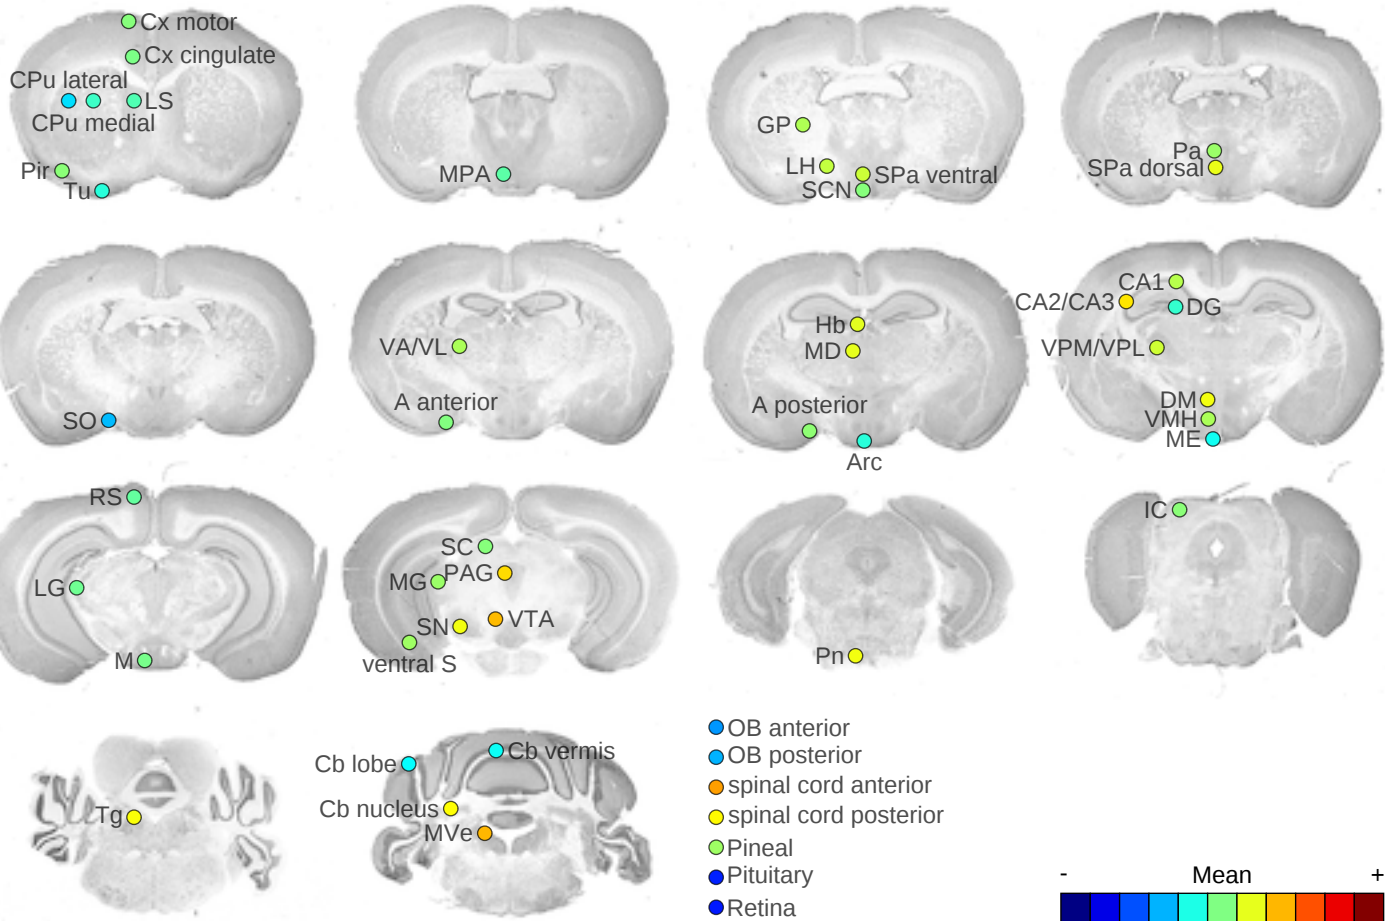 Cx motor
Cx cingulate
CPu lateral
LS
CPu medial
Pir
Tu
MPA
GP
LH
SPa ventral
SCN
Pa
SPa dorsal
SO
VA/VL
A anterior
Hb
MD
A posterior
Arc
CA1
CA2/CA3
DG
VPM/VPL
DM
VMH
ME
RS
LG
M
SC
PAG
MG
VTA
SN
ventral S
Pn
IC
Tg
Cb vermis
Cb lobe
Cb nucleus
MVe
OB anterior
OB posterior
spinal cord anterior
spinal cord posterior
Pineal
Pituitary
Retina
- Mean +